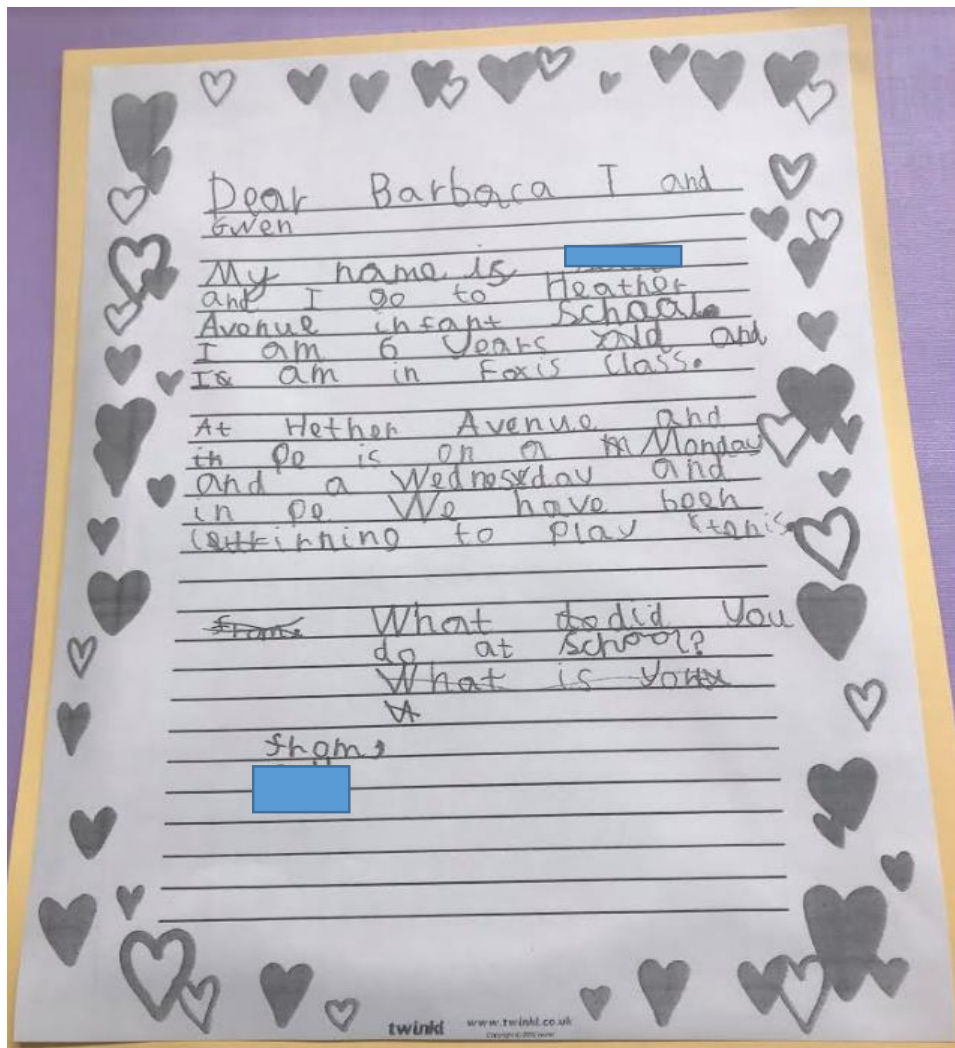 Dear Barbara T and
Gwen
My name is
and I go to Heather
Avenue infant school.
I am 6 years old and
I am in Foxis Class.
At Hether Avenue and
in pe is on a Monday
and a Wednesday and
in pe We have been
to play tenis
What did you
do at school?
What is your
from,
twinkl www.twinkl.co.uk